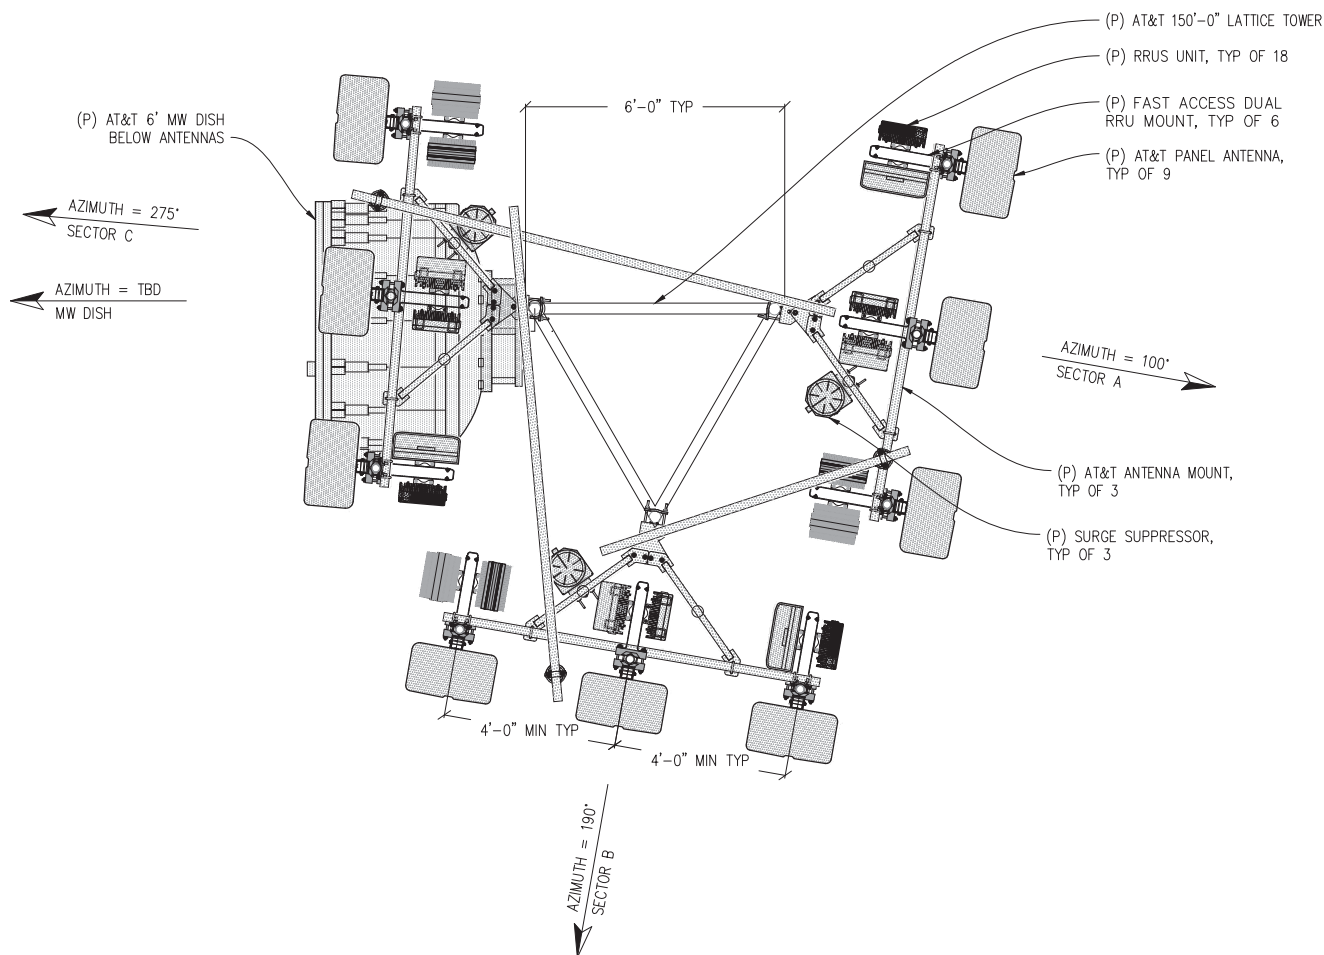 (P) AT&T 150'-0" LATTICE TOWER
(P) RRUS UNIT, TYP OF 18
6'-0" TYP
(P) FAST ACCESS DUAL
RRU MOUNT, TYP OF 6
(P) AT&T 6' MW DISH
BELOW ANTENNAS
(P) AT&T PANEL ANTENNA,
TYP OF 9
AZIMUTH = 275°
SECTOR C
AZIMUTH = TBD
MW DISH
AZIMUTH = 100°
SECTOR A
(P) AT&T ANTENNA MOUNT,
TYP OF 3
(P) SURGE SUPPRESSOR,
TYP OF 3
4'-0" MIN TYP
4'-0" MIN TYP
AZIMUTH = 190°
SECTOR B